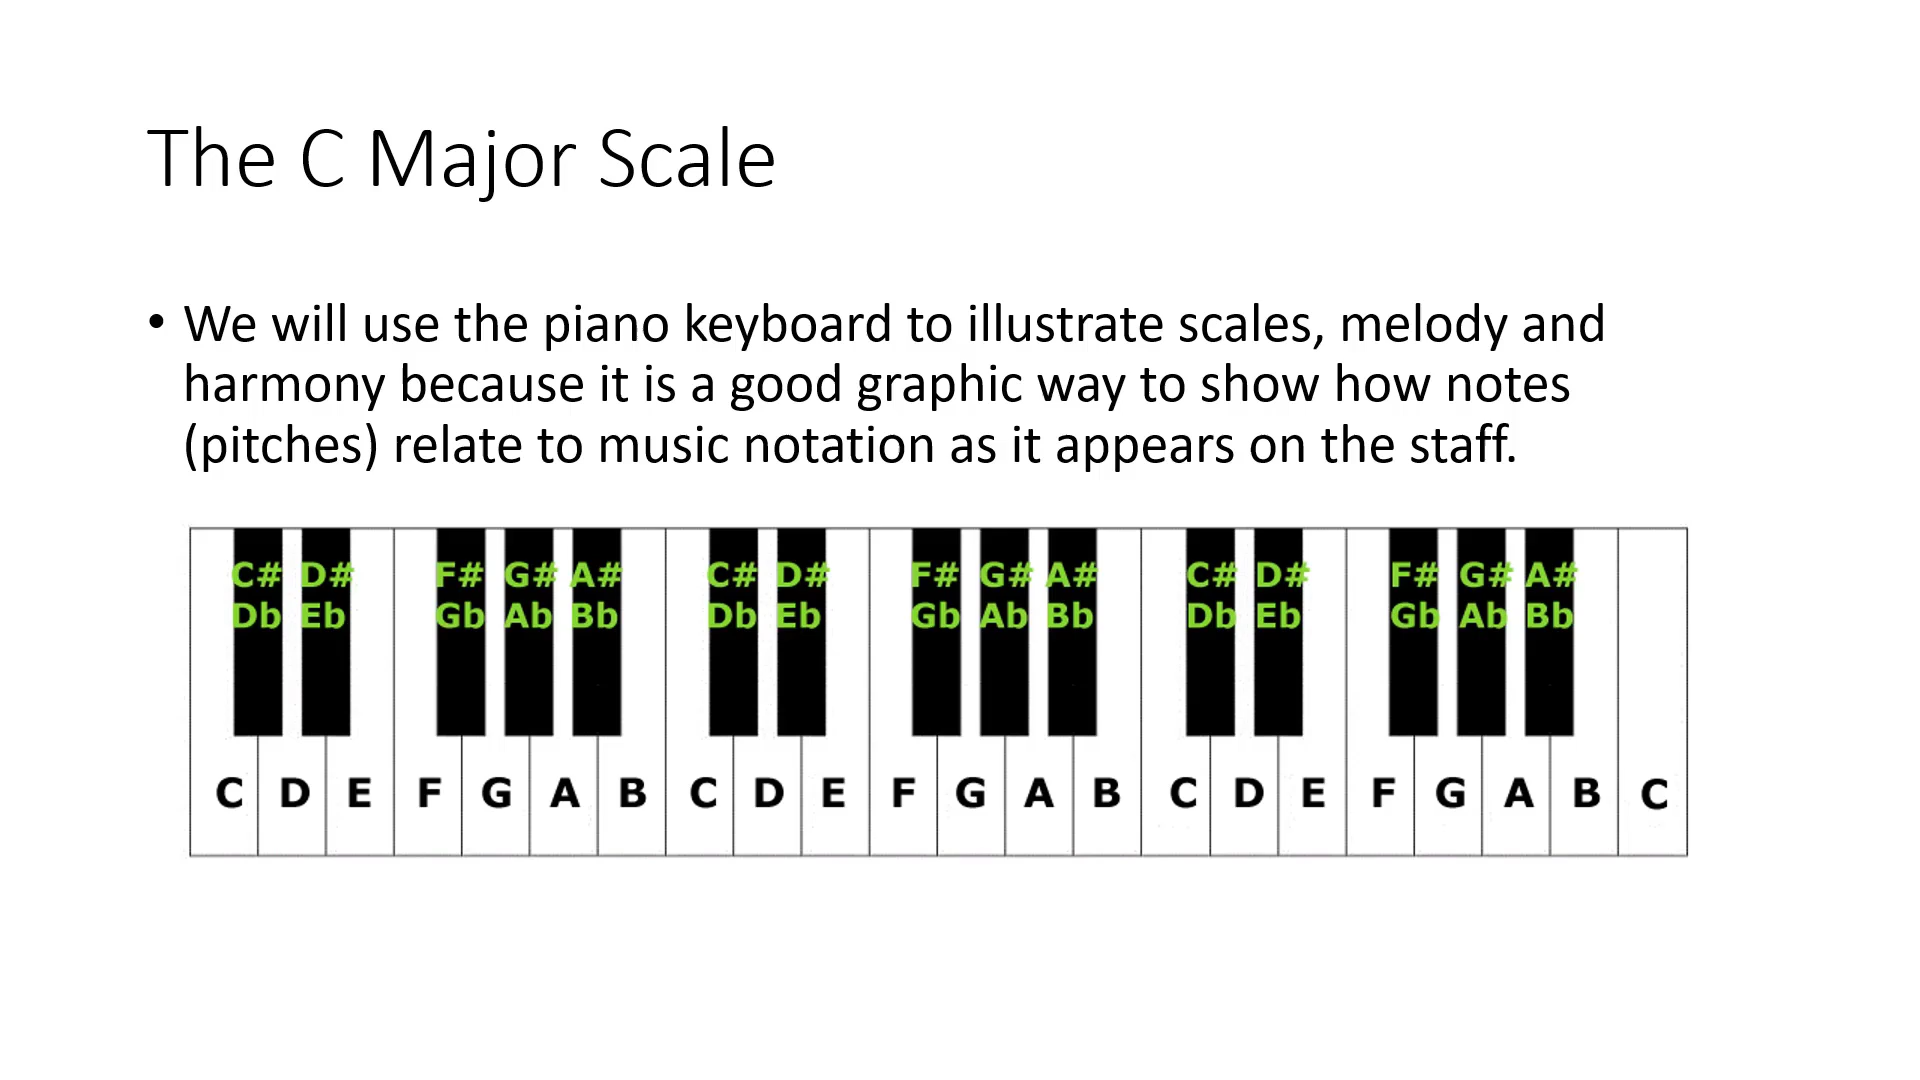 The C Major Scale
• We will use the piano keyboard to illustrate scales, melody and
harmony because it is a good graphic way to show how notes
(pitches) relate to music notation as it appears on the staff.
C# D# F# G# A# C# D# F# G# A# C# D# F# G# A#
Db Eb Gb Ab Bb Db Eb Gb Ab Bb Db Eb Gb Ab Bb
C D E F G A B C D E F G A B C D E F G A B C